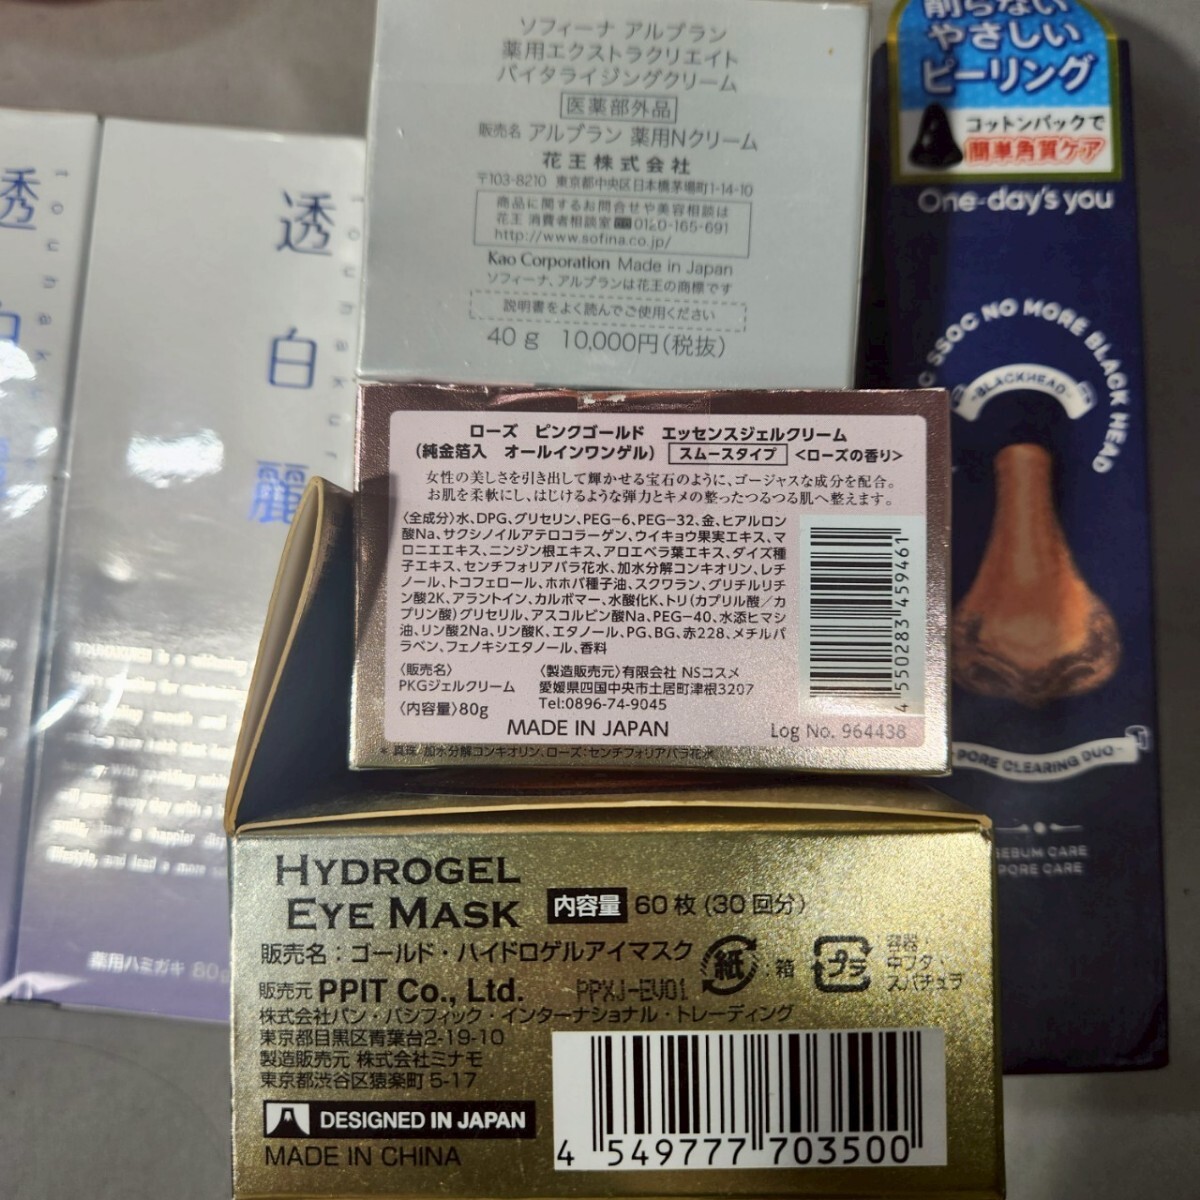 ソフィーナ アルブラン
薬用エクストラクリエイト
バイタライジングクリーム
医薬部外品
販売名 アルブラン 薬用Nクリーム
花王株式会社
〒103-8210 東京都中央区日本橋茅場町1-14-10
商品に関するお問合せや美容相談は
花王 消費者相談室 0120-165-691
http://www.sofina.co.jp/
Kao Corporation Made in Japan
ソフィーナ、アルブランは花王の商標です
説明書をよく読んでご使用ください
40g 10,000円(税抜)
削らない
やさしい
ピーリング
コットンパックで
簡単角質ケア
One-day's you
SSOC NO MORE BLACK HEAD
BLACKHEAD
PORE CLEARING DUO
SEBUM CARE
PORE CARE
透
白
透
白
麗
薬用ハミガキ 80g
ローズ ピンクゴールド エッセンスジェルクリーム
(純金箔入 オールインワンゲル) スムースタイプ <ローズの香り>
女性の美しさを引き出して輝かせる宝石のように、ゴージャスな成分を配合。
お肌を柔軟にし、はじけるような弾力とキメの整ったつるつる肌へ整えます。
〈全成分〉水、DPG、グリセリン、PEG-6、PEG-32、金、ヒアルロン
酸Na、サクシノイルアテロコラーゲン、ウイキョウ果実エキス、マ
ロニエエキス、ニンジン根エキス、アロエベラ葉エキス、ダイズ種
子エキス、センチフォリアバラ花水、加水分解コンキオリン、レチ
ノール、トコフェロール、ホホバ種子油、スクワラン、グリチルリチ
ン酸2K、アラントイン、カルボマー、水酸化K、トリ(カプリル酸/カ
プリン酸)グリセリル、アスコルビン酸Na、PEG-40、水添ヒマシ
油、リン酸2Na、リン酸K、エタノール、PG、BG、赤228、メチルパ
ラベン、フェノキシエタノール、香料
〈販売名〉
PKGジェルクリーム
〈内容量〉80g
〈製造販売元〉有限会社 NSコスメ
愛媛県四国中央市土居町津根3207
Tel:0896-74-9045
MADE IN JAPAN
Log No. 964438
4 550283 459461
＊真珠:加水分解コンキオリン、ローズ:センチフォリアバラ花水
HYDROGEL
EYE MASK
内容量 60枚(30回分)
販売名：ゴールド・ハイドロゲルアイマスク
紙：箱
プラ
容器・
中フタ・
スパチュラ
販売元 PPIT Co., Ltd. PPXJ-EV01
株式会社パン・パシフィック・インターナショナル・トレーディング
東京都目黒区青葉台2-19-10
製造販売元 株式会社ミナモ
東京都渋谷区猿楽町5-17
DESIGNED IN JAPAN
MADE IN CHINA
4 549777 703500